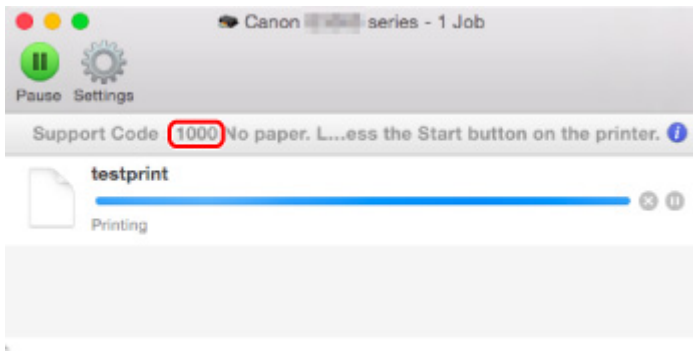 Canon series - 1 Job
Pause Settings
Support Code 1000 No paper. L...ess the Start button on the printer.
testprint
Printing